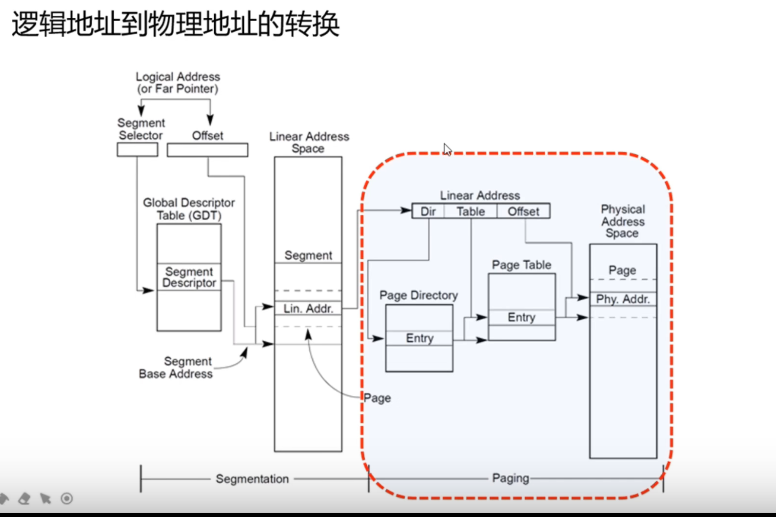 逻辑地址到物理地址的转换
Logical Address
(or Far Pointer)
Segment
Selector
Offset
Linear Address
Space
Global Descriptor
Table (GDT)
Segment
Descriptor
Segment
Lin. Addr.
Segment
Base Address
Page
Linear Address
Dir
Table
Offset
Physical
Address
Space
Page Table
Page Directory
Entry
Entry
Page
Phy. Addr.
Segmentation
Paging